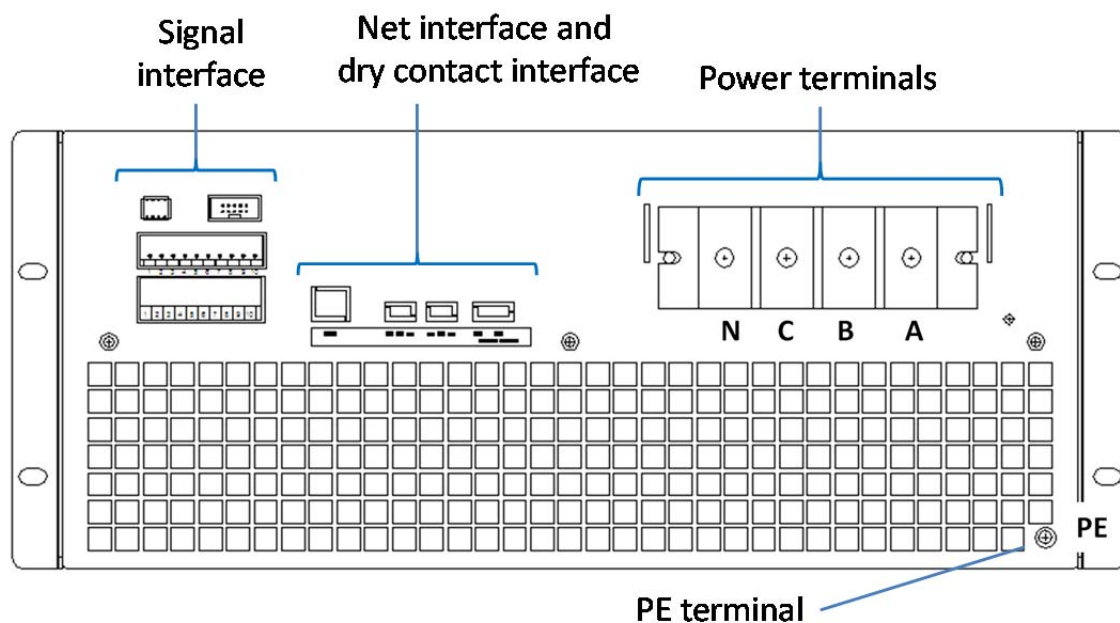 Signal
interface
Net interface and
dry contact interface
Power terminals
N C B A
PE
PE terminal